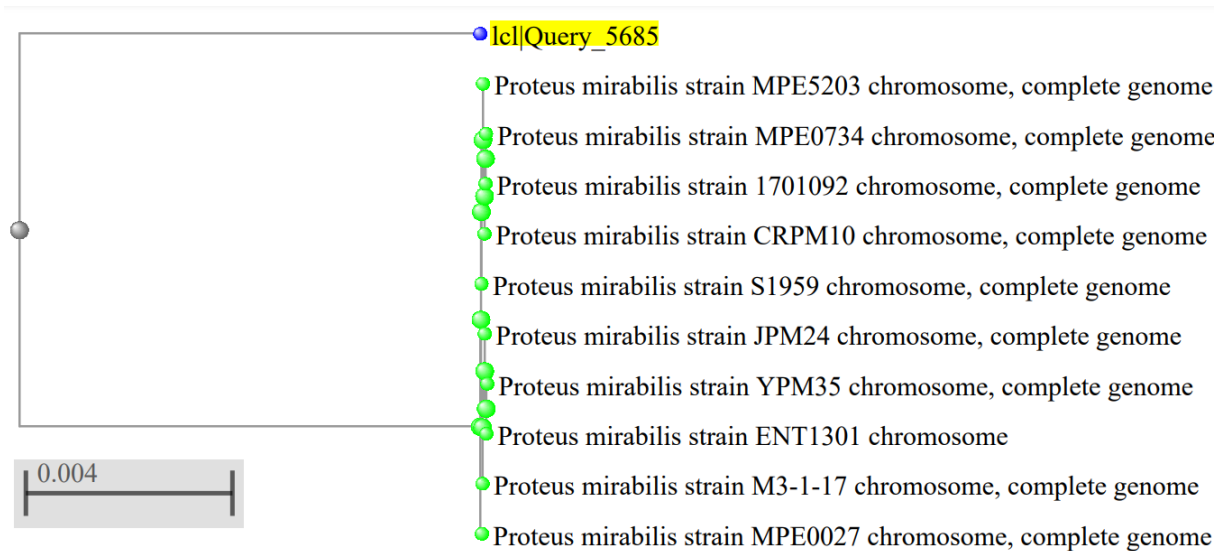 lcl|Query_5685
Proteus mirabilis strain MPE5203 chromosome, complete genome
Proteus mirabilis strain MPE0734 chromosome, complete genome
Proteus mirabilis strain 1701092 chromosome, complete genome
Proteus mirabilis strain CRPM10 chromosome, complete genome
Proteus mirabilis strain S1959 chromosome, complete genome
Proteus mirabilis strain JPM24 chromosome, complete genome
Proteus mirabilis strain YPM35 chromosome, complete genome
Proteus mirabilis strain ENT1301 chromosome
0.004
Proteus mirabilis strain M3-1-17 chromosome, complete genome
Proteus mirabilis strain MPE0027 chromosome, complete genome